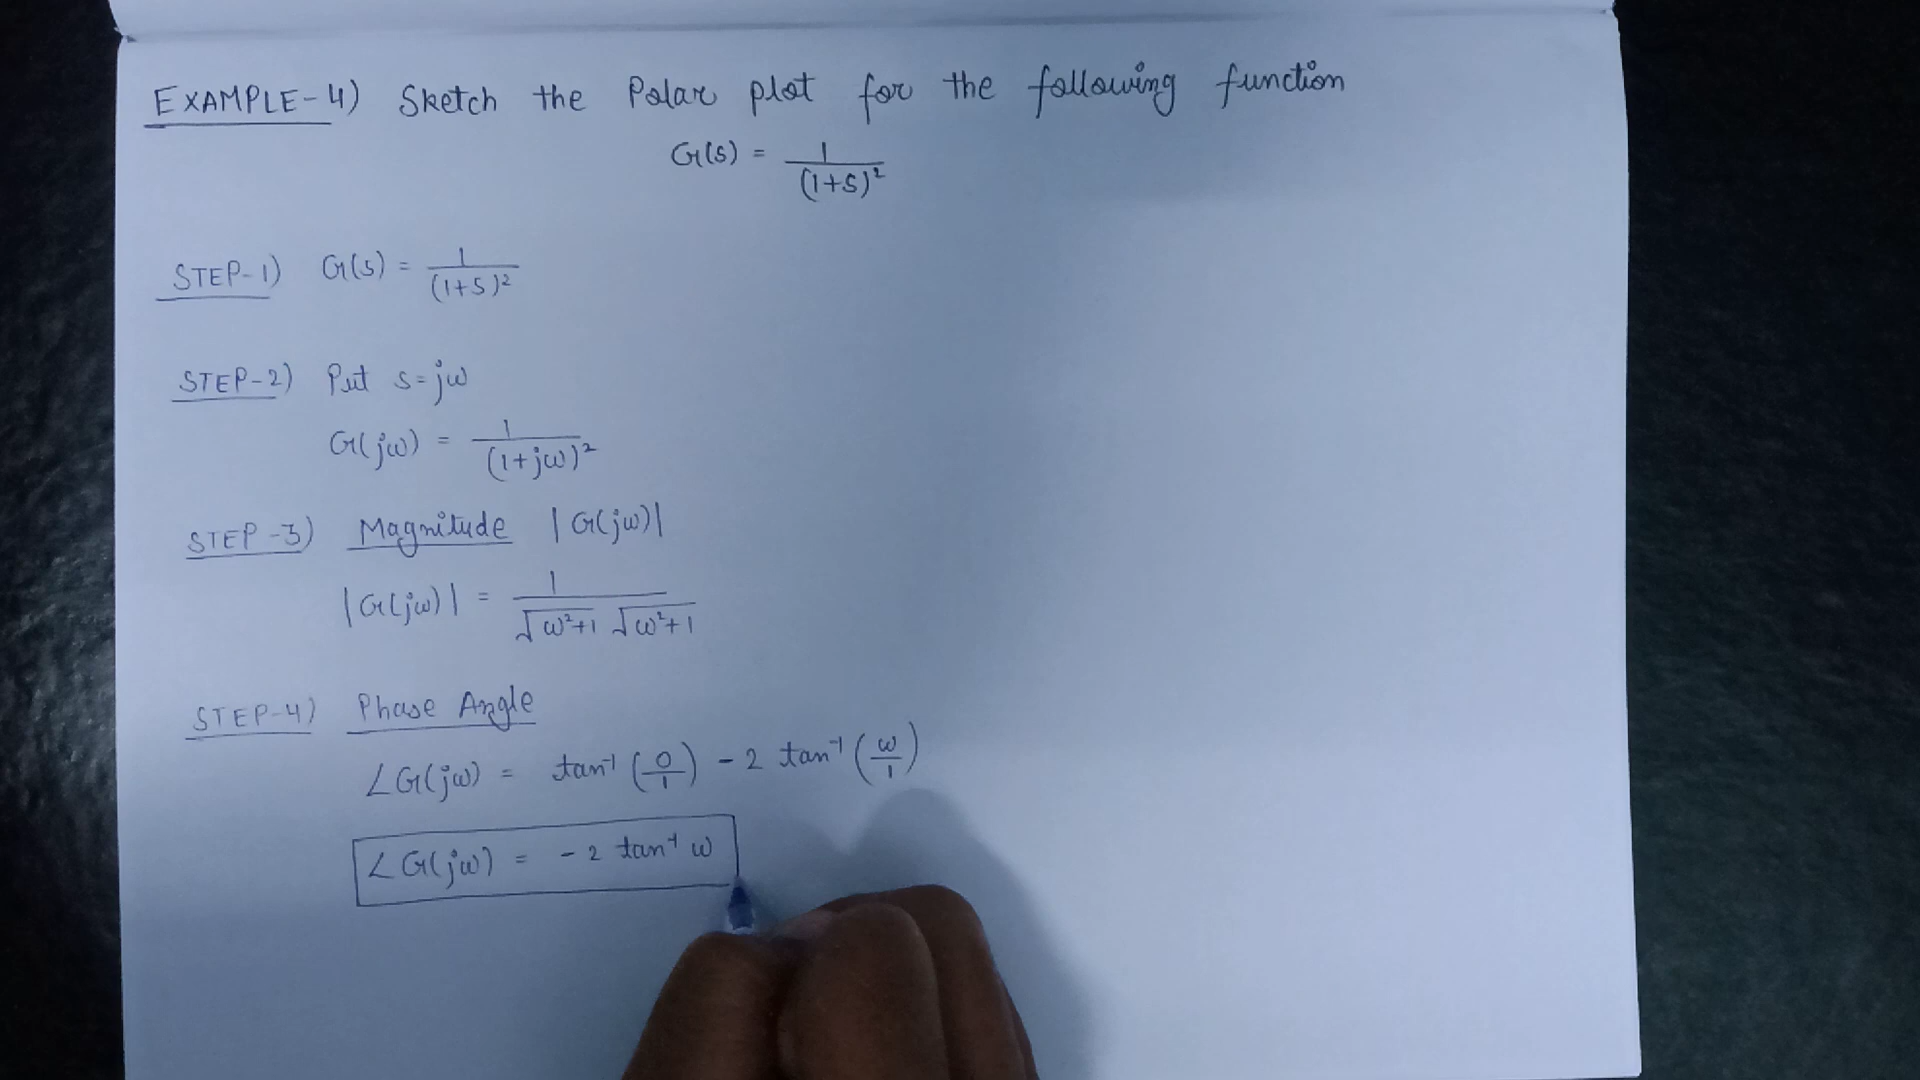 EXAMPLE-4) Sketch the Polar plot for the following function
G(s) = 1/(1+s)²
STEP-1) G(s) = 1/(1+s)²
STEP-2) Put s=jω
G(jω) = 1/(1+jω)²
STEP-3) Magnitude |G(jω)|
|G(jω)| = 1/(√ω²+1 √ω²+1)
STEP-4) Phase Angle
∠G(jω) = tan⁻¹(0/1) - 2 tan⁻¹(ω/1)
∠G(jω) = -2 tan⁻¹ ω